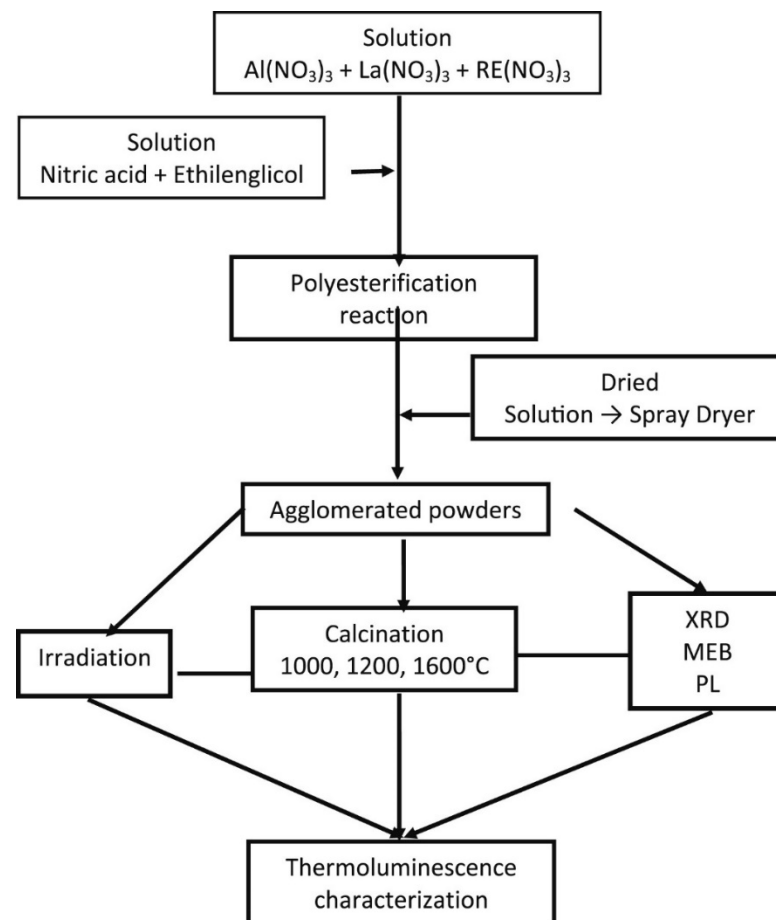 Solution
Al(NO₃)₃ + La(NO₃)₃ + RE(NO₃)₃
Solution
Nitric acid + Ethilenglicol
Polyesterification
reaction
Dried
Solution → Spray Dryer
Agglomerated powders
Irradiation
Calcination
1000, 1200, 1600°C
XRD
MEB
PL
Thermoluminescence
characterization